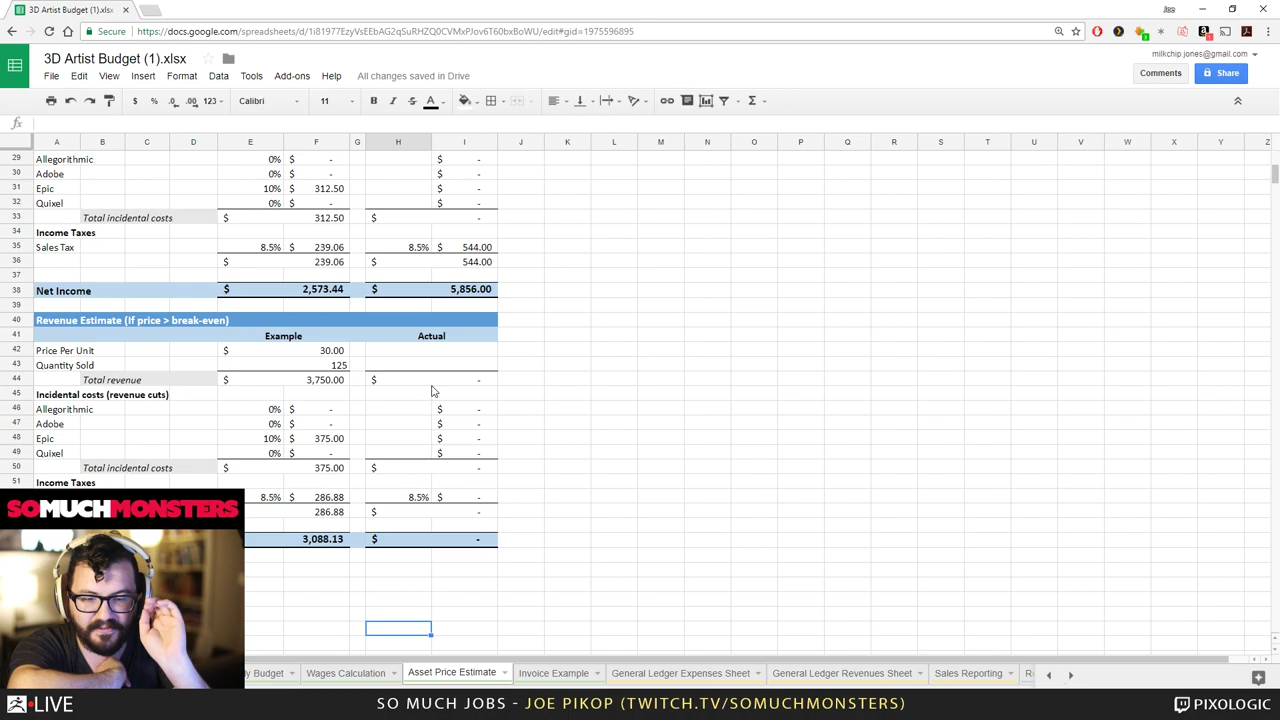 3D Artist Budget (1).xlsx
Secure https://docs.google.com/spreadsheets/d/1i81977EzyVsEEbAG2qSuRHZQ0CVMxPJov6T60bxBoWU/edit#gid=1975596895
3D Artist Budget (1).xlsx
milkchip.jones@gmail.com
File Edit View Insert Format Data Tools Add-ons Help All changes saved in Drive
Comments Share
$ % .0 .00 123 Calibri 11 B I S A Σ
fx
A B C D E F G H I J K L M N O P Q R S T U V W X Y Z
29 Allegorithmic 0% $ - $ -
30 Adobe 0% $ - $ -
31 Epic 10% $ 312.50 $ -
32 Quixel 0% $ - $ -
33 Total incidental costs $ 312.50 $ -
34 Income Taxes
35 Sales Tax 8.5% $ 239.06 8.5% $ 544.00
36 $ 239.06 $ 544.00
37
38 Net Income $ 2,573.44 $ 5,856.00
39
40 Revenue Estimate (If price > break-even)
41 Example Actual
42 Price Per Unit $ 30.00
43 Quantity Sold 125
44 Total revenue $ 3,750.00 $ -
45 Incidental costs (revenue cuts)
46 Allegorithmic 0% $ - $ -
47 Adobe 0% $ - $ -
48 Epic 10% $ 375.00 $ -
49 Quixel 0% $ - $ -
50 Total incidental costs $ 375.00 $ -
51 Income Taxes
8.5% $ 286.88 8.5% $ -
286.88 $ -
3,088.13 $ -
SOMUCHMONSTERS
y Budget Wages Calculation Asset Price Estimate Invoice Example General Ledger Expenses Sheet General Ledger Revenues Sheet Sales Reporting R
LIVE SO MUCH JOBS - JOE PIKOP (TWITCH.TV/SOMUCHMONSTERS) PIXOLOGIC